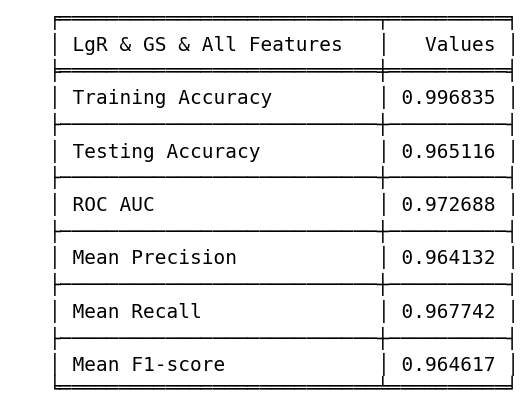 LgR & GS & All Features Values
Training Accuracy 0.996835
Testing Accuracy 0.965116
ROC AUC 0.972688
Mean Precision 0.964132
Mean Recall 0.967742
Mean F1-score 0.964617